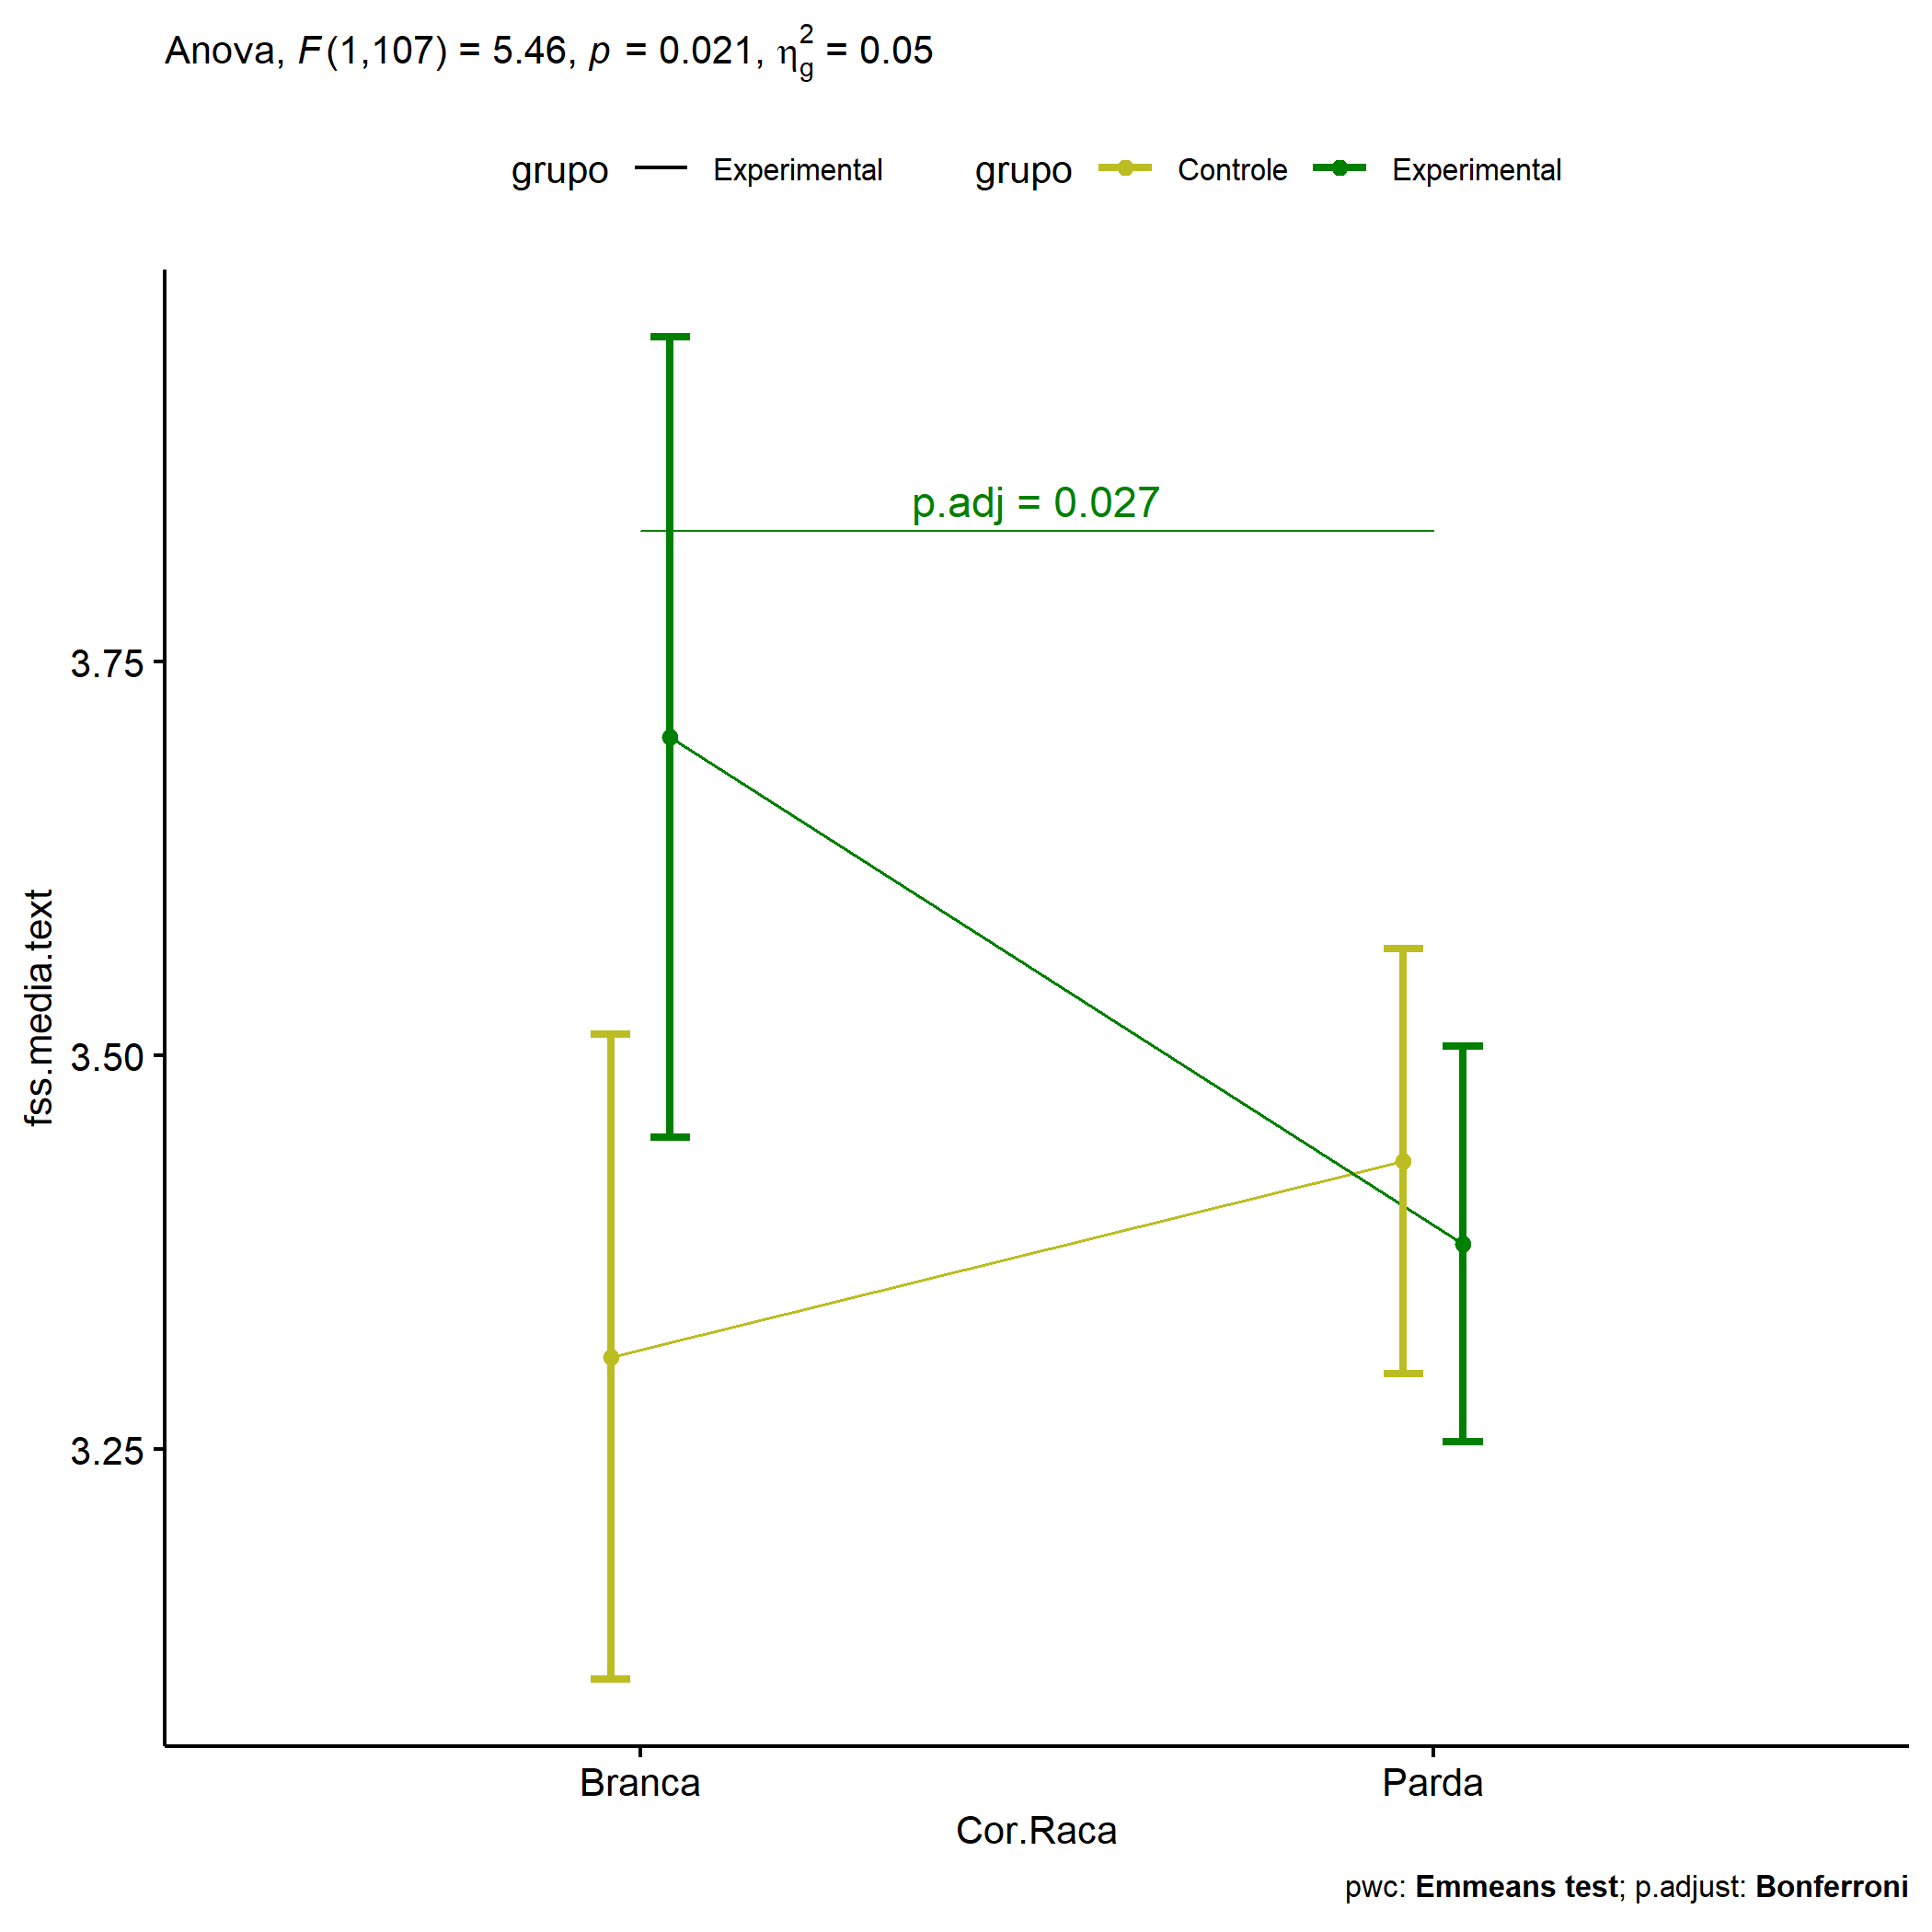 Anova, F(1,107) = 5.46, p = 0.021, η²g = 0.05
grupo Experimental grupo Controle Experimental
p.adj = 0.027
3.75
3.50
3.25
fss.media.text
Branca Parda
Cor.Raca
pwc: Emmeans test; p.adjust: Bonferroni